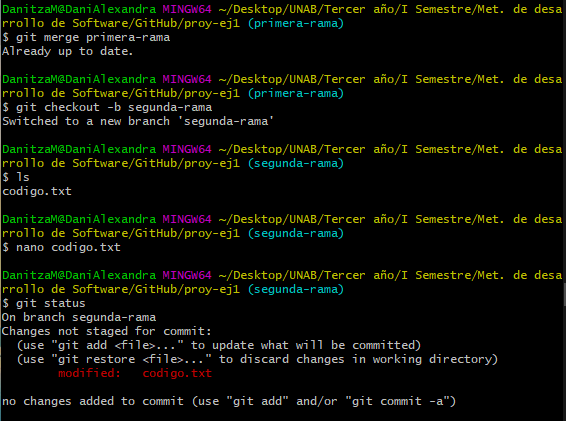 DanitzaM@DaniAlexandra MINGW64 ~/Desktop/UNAB/Tercer año/I Semestre/Met. de desa
rrollo de Software/GitHub/proy-ej1 (primera-rama)
$ git merge primera-rama
Already up to date.
DanitzaM@DaniAlexandra MINGW64 ~/Desktop/UNAB/Tercer año/I Semestre/Met. de desa
rrollo de Software/GitHub/proy-ej1 (primera-rama)
$ git checkout -b segunda-rama
Switched to a new branch 'segunda-rama'
DanitzaM@DaniAlexandra MINGW64 ~/Desktop/UNAB/Tercer año/I Semestre/Met. de desa
rrollo de Software/GitHub/proy-ej1 (segunda-rama)
$ ls
codigo.txt
DanitzaM@DaniAlexandra MINGW64 ~/Desktop/UNAB/Tercer año/I Semestre/Met. de desa
rrollo de Software/GitHub/proy-ej1 (segunda-rama)
$ nano codigo.txt
DanitzaM@DaniAlexandra MINGW64 ~/Desktop/UNAB/Tercer año/I Semestre/Met. de desa
rrollo de Software/GitHub/proy-ej1 (segunda-rama)
$ git status
On branch segunda-rama
Changes not staged for commit:
  (use "git add <file>..." to update what will be committed)
  (use "git restore <file>..." to discard changes in working directory)
        modified:   codigo.txt
no changes added to commit (use "git add" and/or "git commit -a")